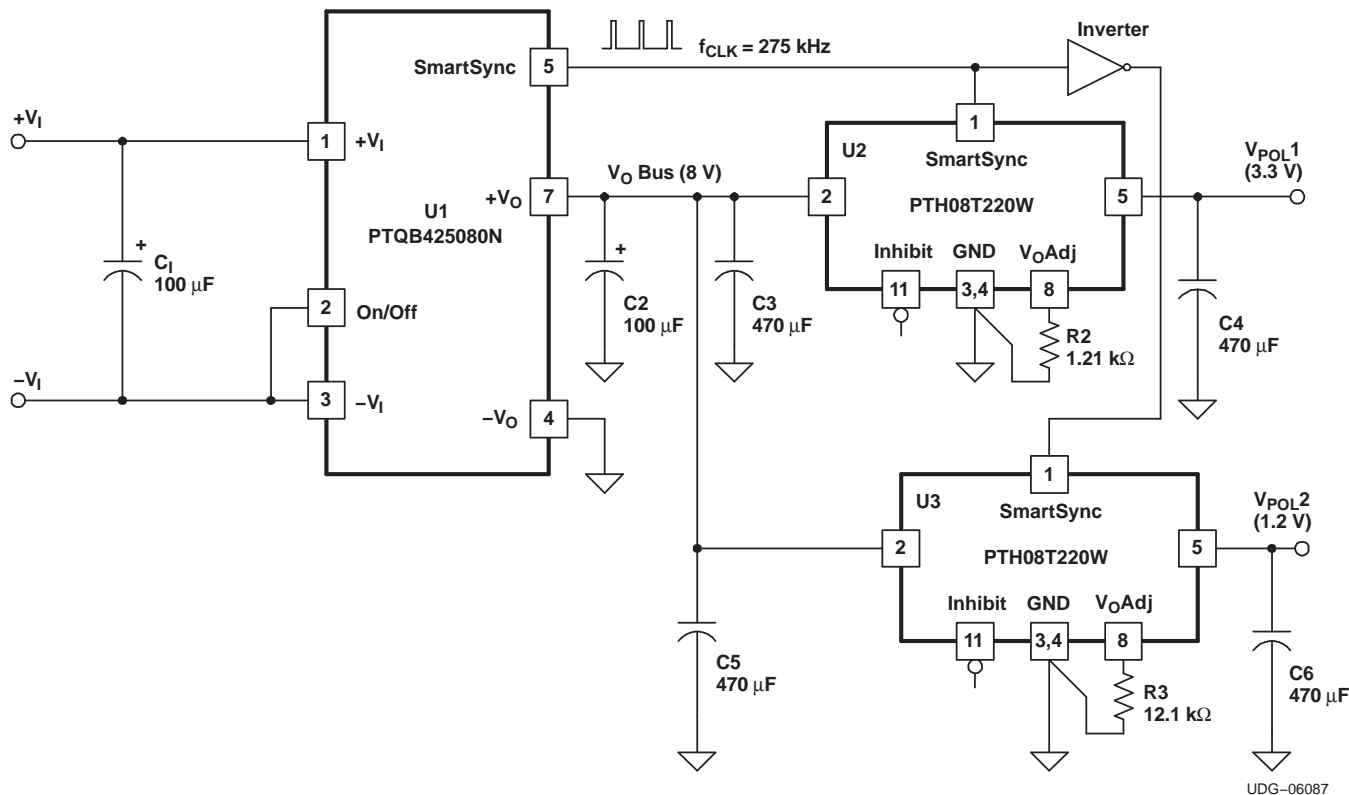 SmartSync
5
f_CLK = 275 kHz
Inverter
+V_I
1
+V_I
C_I
100 μF
+
2
On/Off
−V_I
3
−V_I
U1
PTQB425080N
+V_O
7
−V_O
4
V_O Bus (8 V)
+
C2
100 μF
C3
470 μF
U2
1
SmartSync
2
PTH08T220W
5
Inhibit
GND
V_OAdj
11
3,4
8
R2
1.21 kΩ
V_POL1
(3.3 V)
C4
470 μF
U3
1
SmartSync
2
PTH08T220W
5
Inhibit
GND
V_OAdj
11
3,4
8
R3
12.1 kΩ
V_POL2
(1.2 V)
C5
470 μF
C6
470 μF
UDG−06087